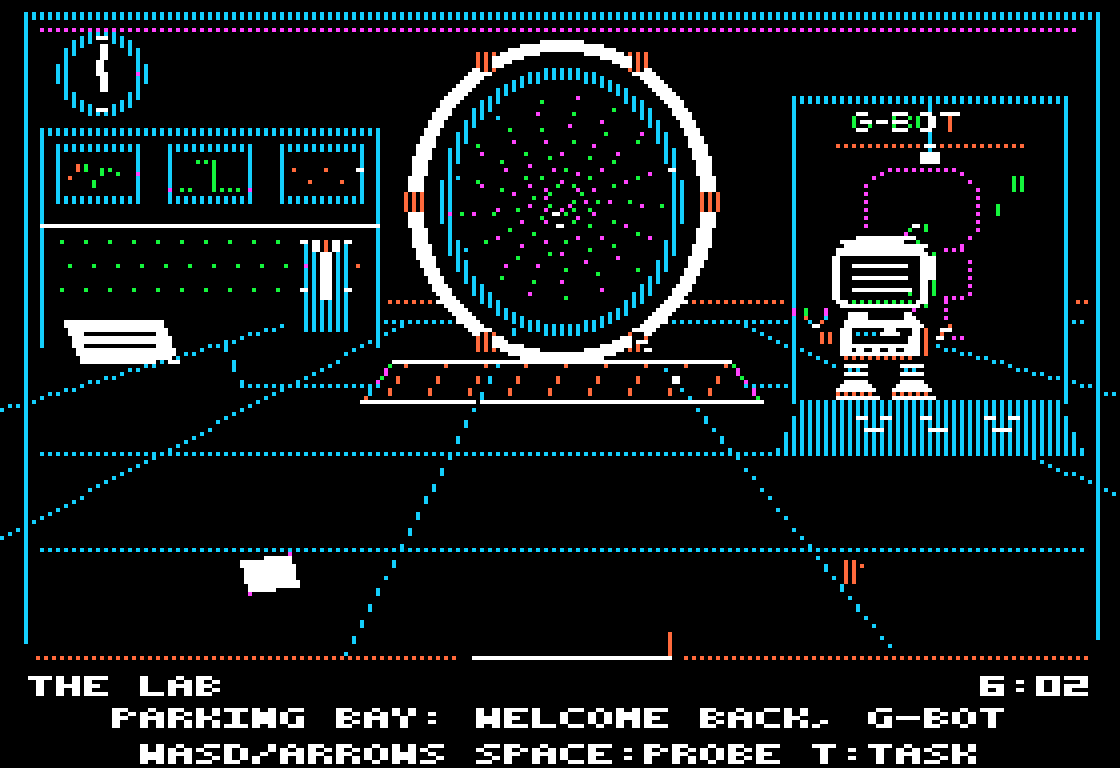 G-BOT
THE LAB
6:02
PARKING BAY: WELCOME BACK, G-BOT
WASD/ARROWS SPACE:PROBE T:TASK